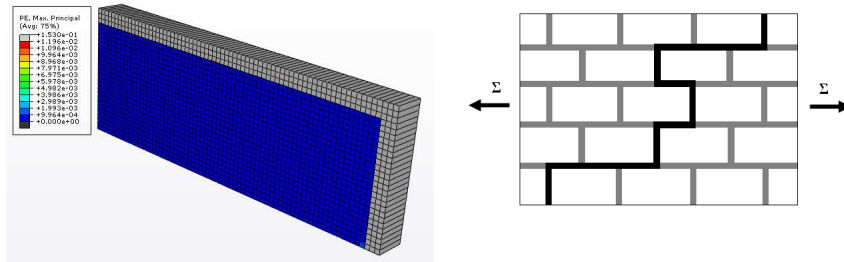 PE, Max. Principal
(Avg: 75%)
+1.530e-01
+1.196e-02
+1.096e-02
+9.964e-03
+8.968e-03
+7.971e-03
+6.975e-03
+5.978e-03
+4.982e-03
+3.986e-03
+2.989e-03
+1.993e-03
+9.964e-04
+0.000e+00
Σ
Σ